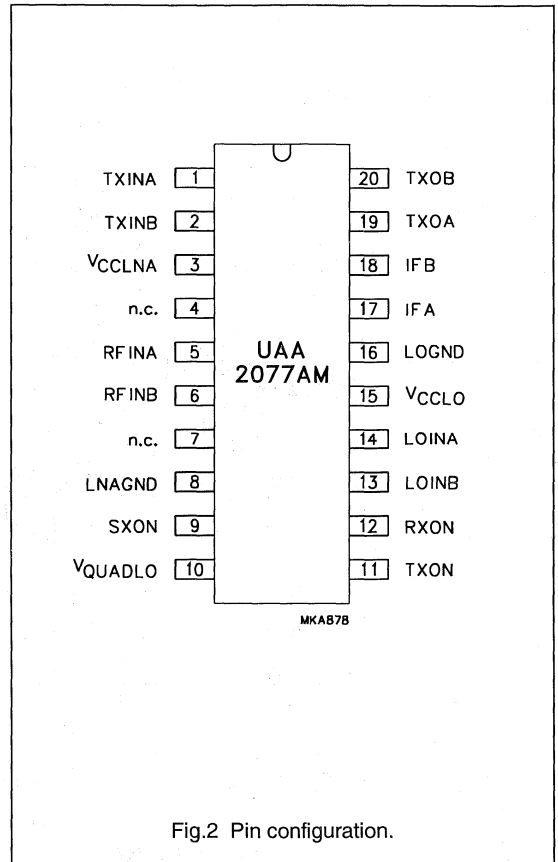 TXINA 1 20 TXOB
TXINB 2 19 TXOA
VCCLNA 3 18 IFB
n.c. 4 17 IFA
RFINA 5 UAA 16 LOGND
2077AM
RFINB 6 15 VCCLO
n.c. 7 14 LOINA
LNAGND 8 13 LOINB
SXON 9 12 RXON
VQUADLO 10 11 TXON
MKA878
Fig.2 Pin configuration.